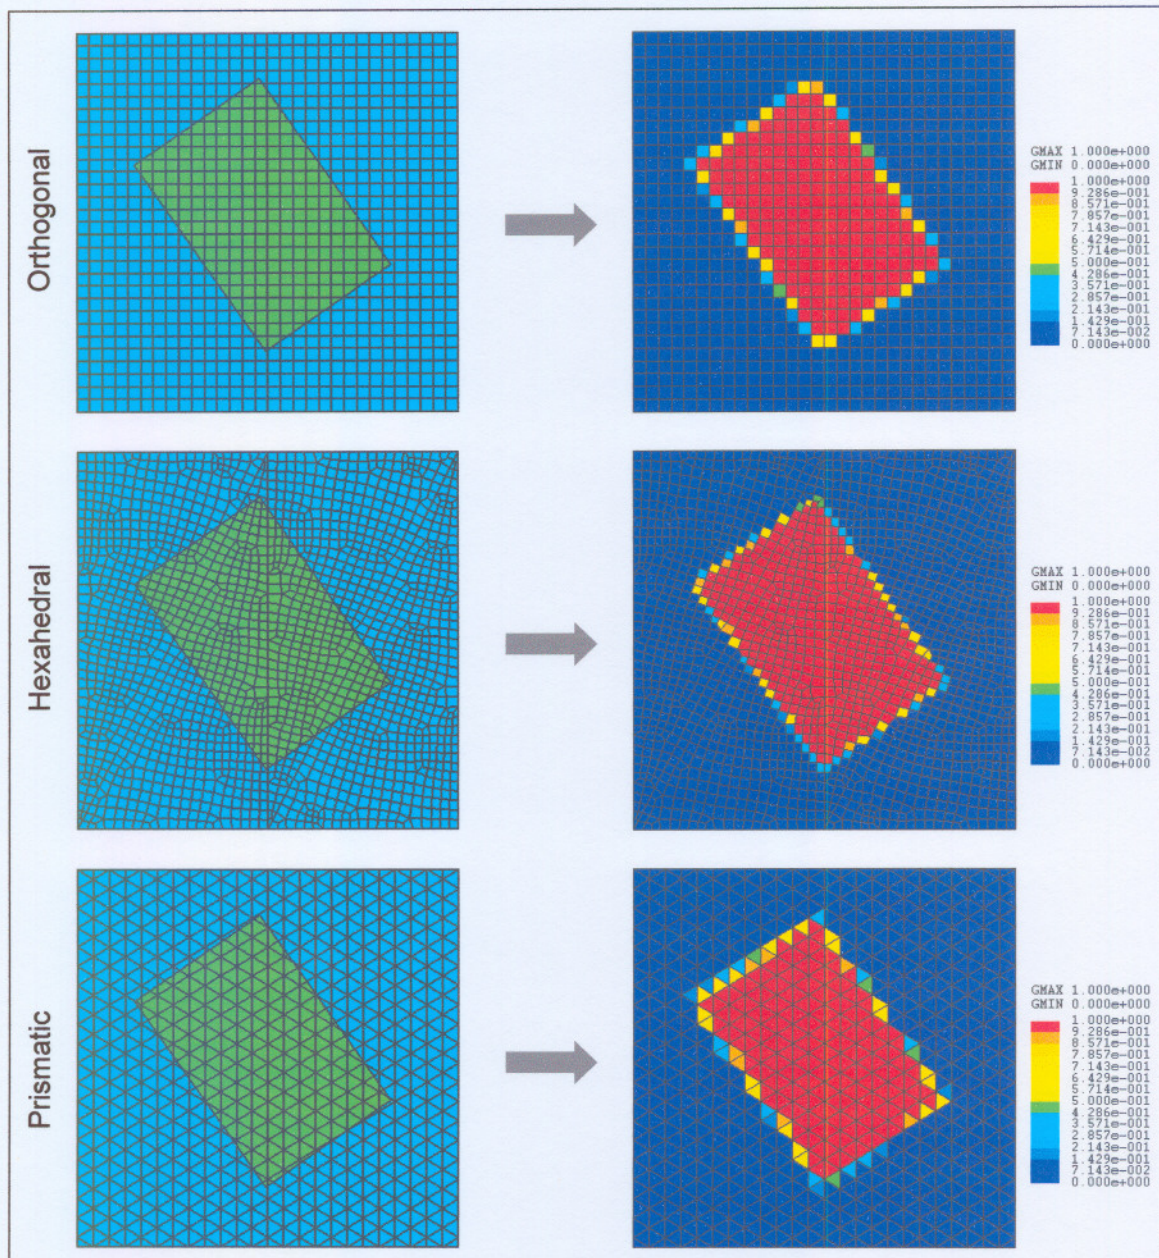 Orthogonal
GMAX 1.000e+000
GMIN 0.000e+000
1.000e+000
9.286e-001
8.571e-001
7.857e-001
7.143e-001
6.429e-001
5.714e-001
5.000e-001
4.286e-001
3.571e-001
2.857e-001
2.143e-001
1.429e-001
7.143e-002
0.000e+000
Hexahedral
GMAX 1.000e+000
GMIN 0.000e+000
1.000e+000
9.286e-001
8.571e-001
7.857e-001
7.143e-001
6.429e-001
5.714e-001
5.000e-001
4.286e-001
3.571e-001
2.857e-001
2.143e-001
1.429e-001
7.143e-002
0.000e+000
Prismatic
GMAX 1.000e+000
GMIN 0.000e+000
1.000e+000
9.286e-001
8.571e-001
7.857e-001
7.143e-001
6.429e-001
5.714e-001
5.000e-001
4.286e-001
3.571e-001
2.857e-001
2.143e-001
1.429e-001
7.143e-002
0.000e+000